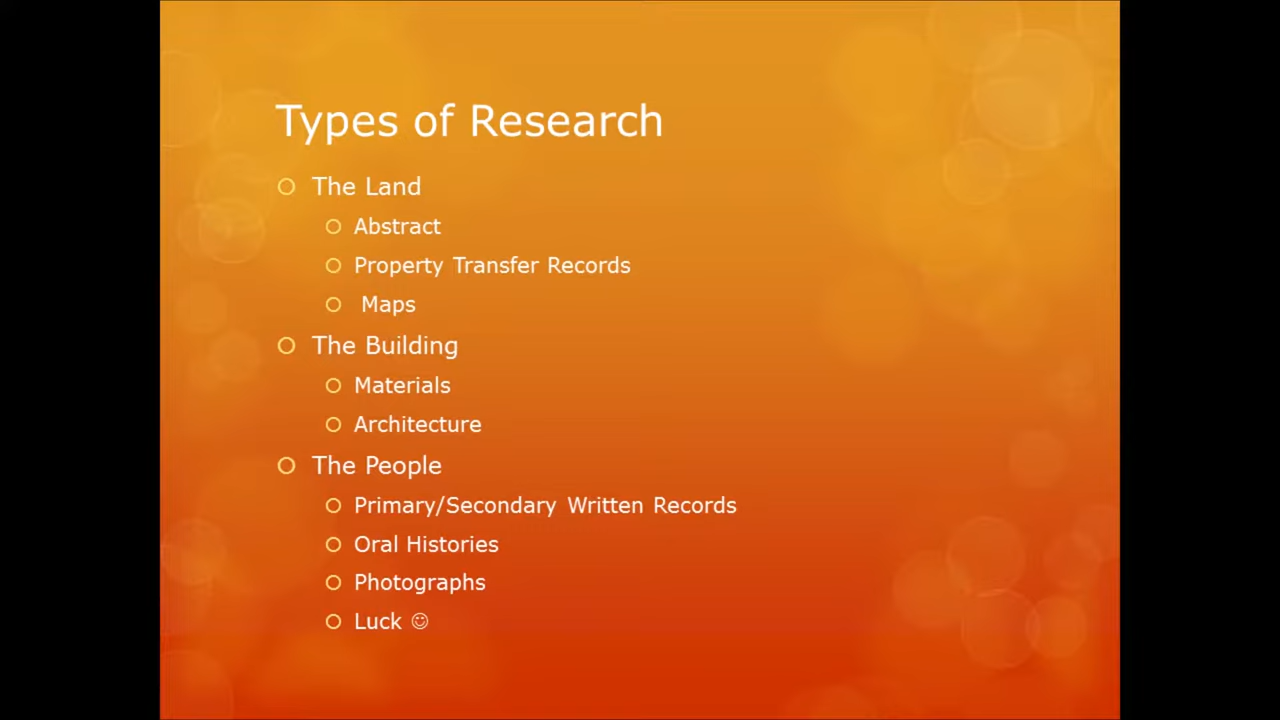 Types of Research
The Land
Abstract
Property Transfer Records
Maps
The Building
Materials
Architecture
The People
Primary/Secondary Written Records
Oral Histories
Photographs
Luck ☺